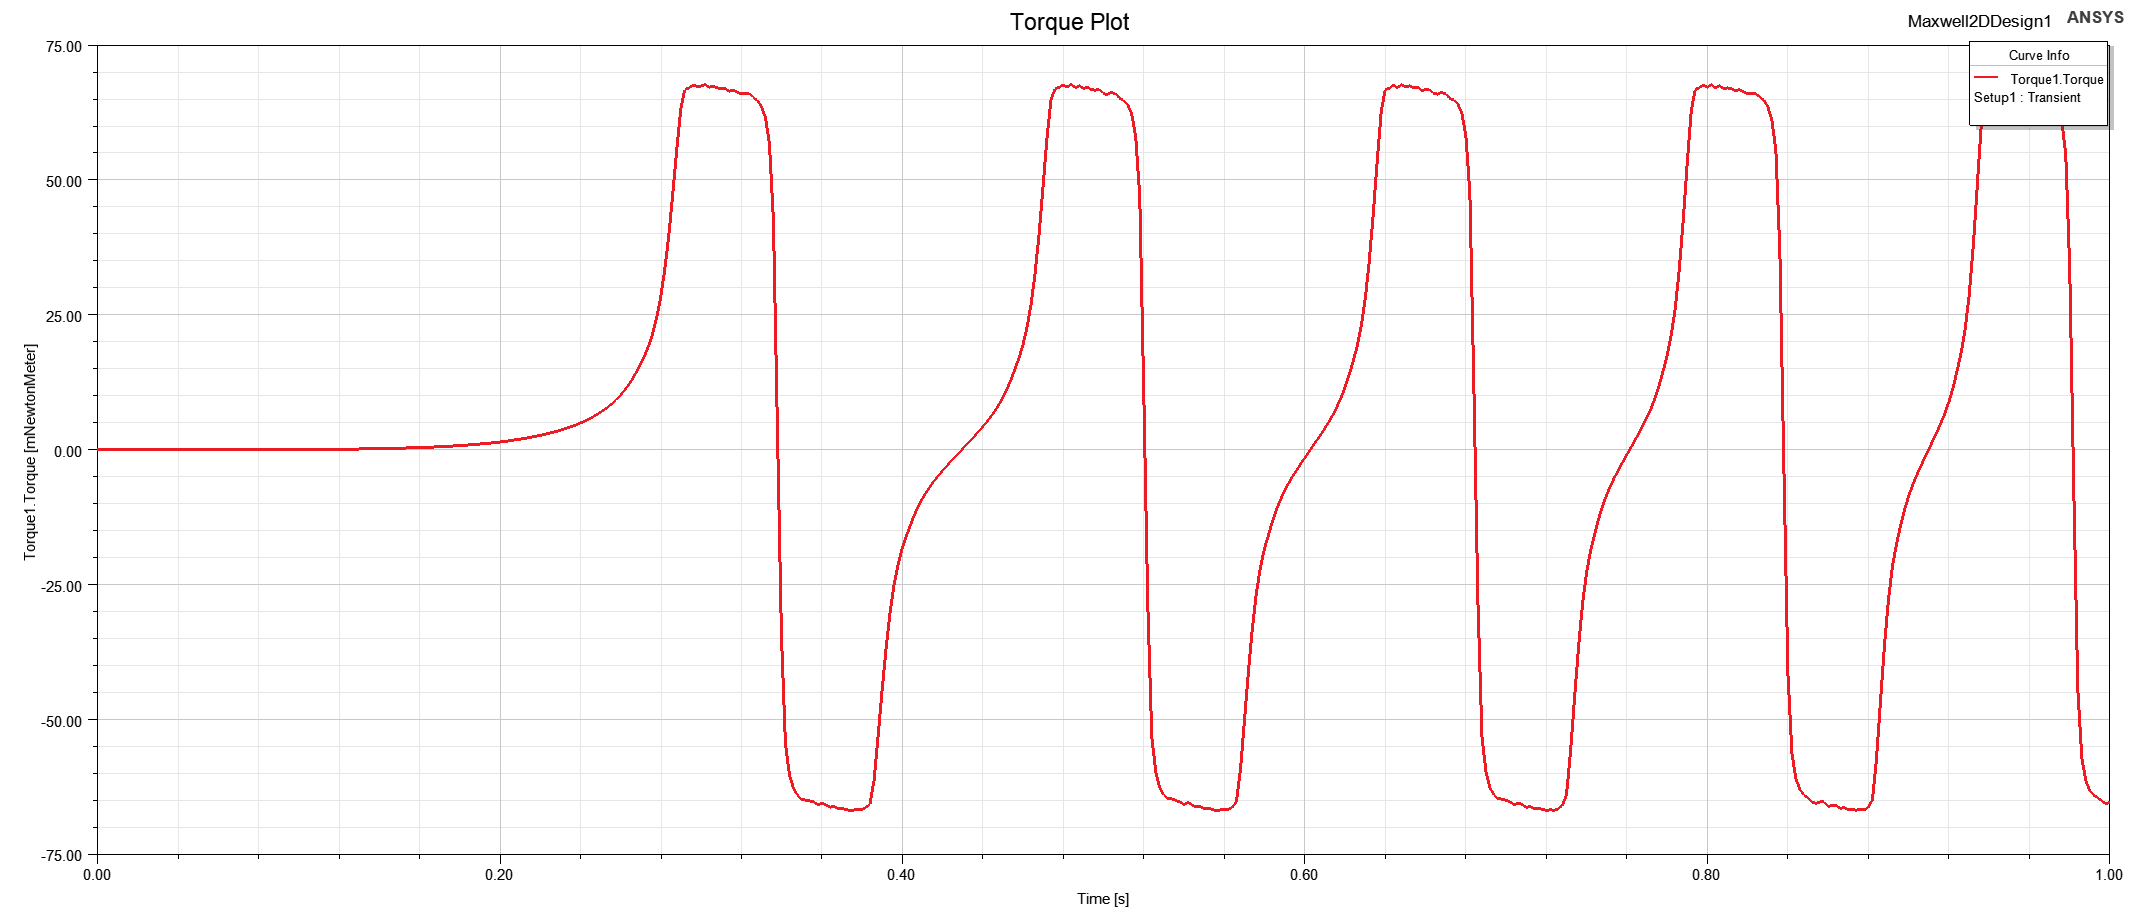 Torque Plot
Maxwell2DDesign1
ANSYS
Curve Info
Torque1.Torque
Setup1 : Transient
75.00
50.00
25.00
0.00
-25.00
-50.00
-75.00
Torque1.Torque [mNewtonMeter]
0.00
0.20
0.40
0.60
0.80
1.00
Time [s]